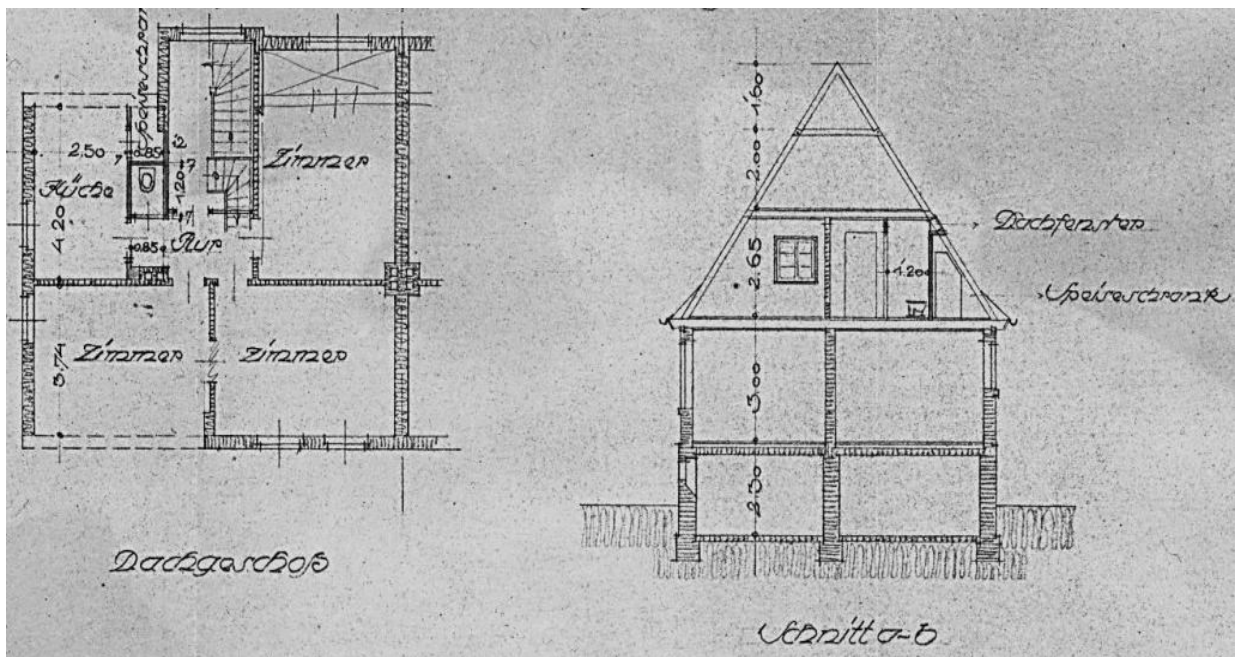 Speiseschrank
2.50
0.85
Zimmer
Küche
1.20
4.20
0.85
Flur
Zimmer
Zimmer
3.74
Dachgeschoß
1.60
2.00
2.65
1.20
Dachfenster
Speiseschrank
3.00
2.30
Schnitt a-b